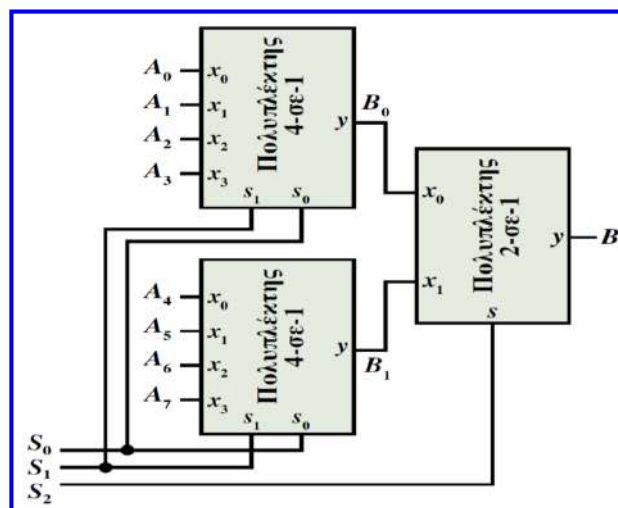 A₀ x₀
A₁ x₁
A₂ x₂
A₃ x₃
Πολυπλέκτης
4-σε-1
y
s₁ s₀
B₀
A₄ x₀
A₅ x₁
A₆ x₂
A₇ x₃
Πολυπλέκτης
4-σε-1
y
s₁ s₀
B₁
x₀
x₁
Πολυπλέκτης
2-σε-1
y
s
B
S₀
S₁
S₂